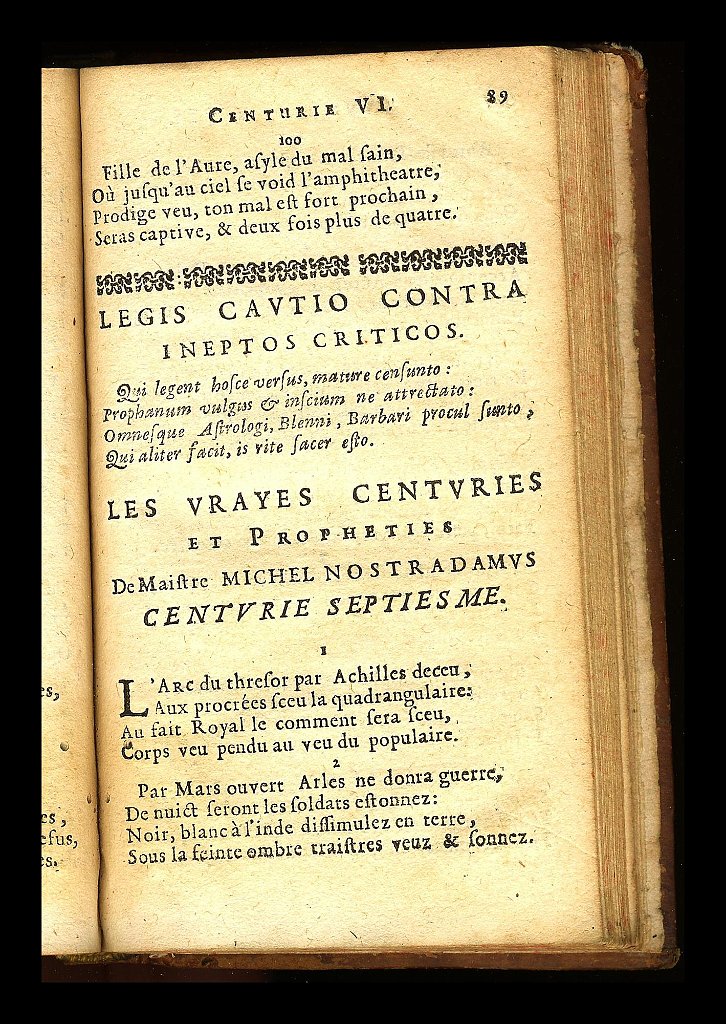 CENTURIE VI. 89
100
Fille de l'Aure, aſyle du mal ſain,
Où juſqu'au ciel ſe void l'amphitheatre,
Prodige veu, ton mal eſt fort prochain,
Seras captive, & deux fois plus de quatre.
LEGIS CAVTIO CONTRA
INEPTOS CRITICOS.
Qui legent hoſce verſus, mature cenſunto:
Prophanum vulgus & inſcium ne attrectato:
Omneſque Aſtrologi, Blenni, Barbari procul ſunto,
Qui aliter facit, is rite ſacer eſto.
LES VRAYES CENTVRIES
ET PROPHETIES
De Maiſtre MICHEL NOSTRADAMVS
CENTVRIE SEPTIESME.
1
L'ARC du threſor par Achilles deceu,
Aux procrées ſceu la quadrangulaire:
Au fait Royal le comment ſera ſceu,
Corps veu pendu au veu du populaire.
2
Par Mars ouvert Arles ne donra guerre,
De nuict ſeront les ſoldats eſtonnez:
Noir, blanc à l'inde diſſimulez en terre,
Sous la feinte ombre traiſtres veuz & ſonnez.
es,
es,
efus,
es.